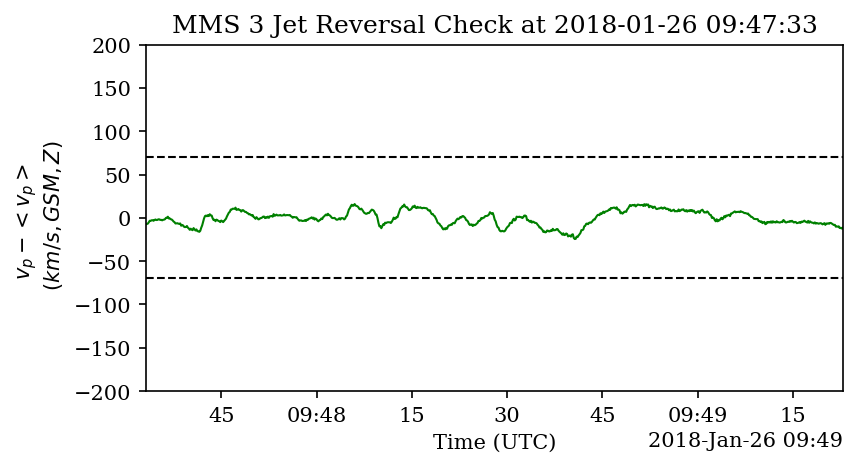 MMS 3 Jet Reversal Check at 2018-01-26 09:47:33
200
150
100
50
0
−50
−100
−150
−200
v_p − < v_p >
(km/s, GSM, Z)
45 09:48 15 30 45 09:49 15
Time (UTC)
2018-Jan-26 09:49